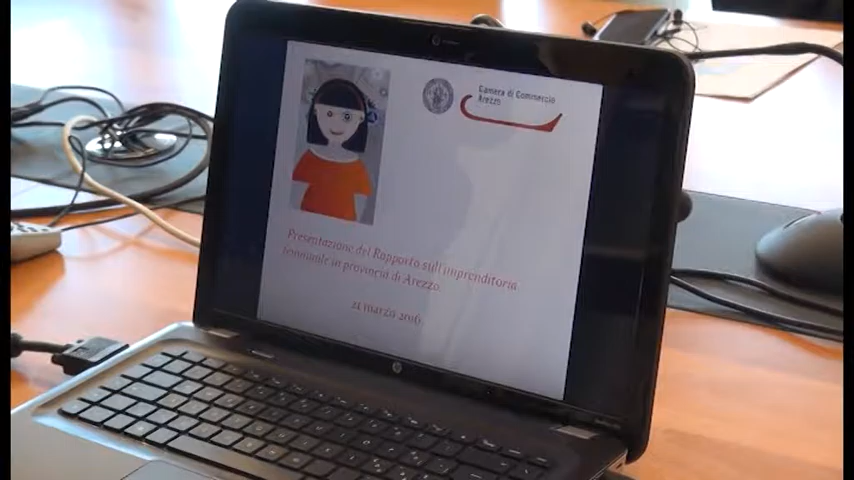 Camera di Commercio
Arezzo
Presentazione del Rapporto sull'imprenditoria
femminile in provincia di Arezzo
21 marzo 2016